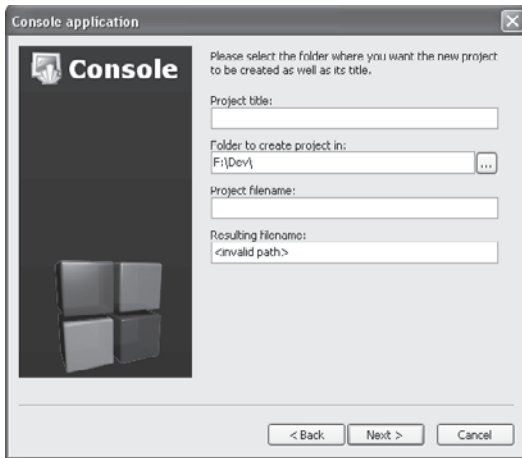 Console application
Console
Please select the folder where you want the new project
to be created as well as its title.
Project title:
Folder to create project in:
F:\Dev\
...
Project filename:
Resulting filename:
<invalid path>
< Back
Next >
Cancel